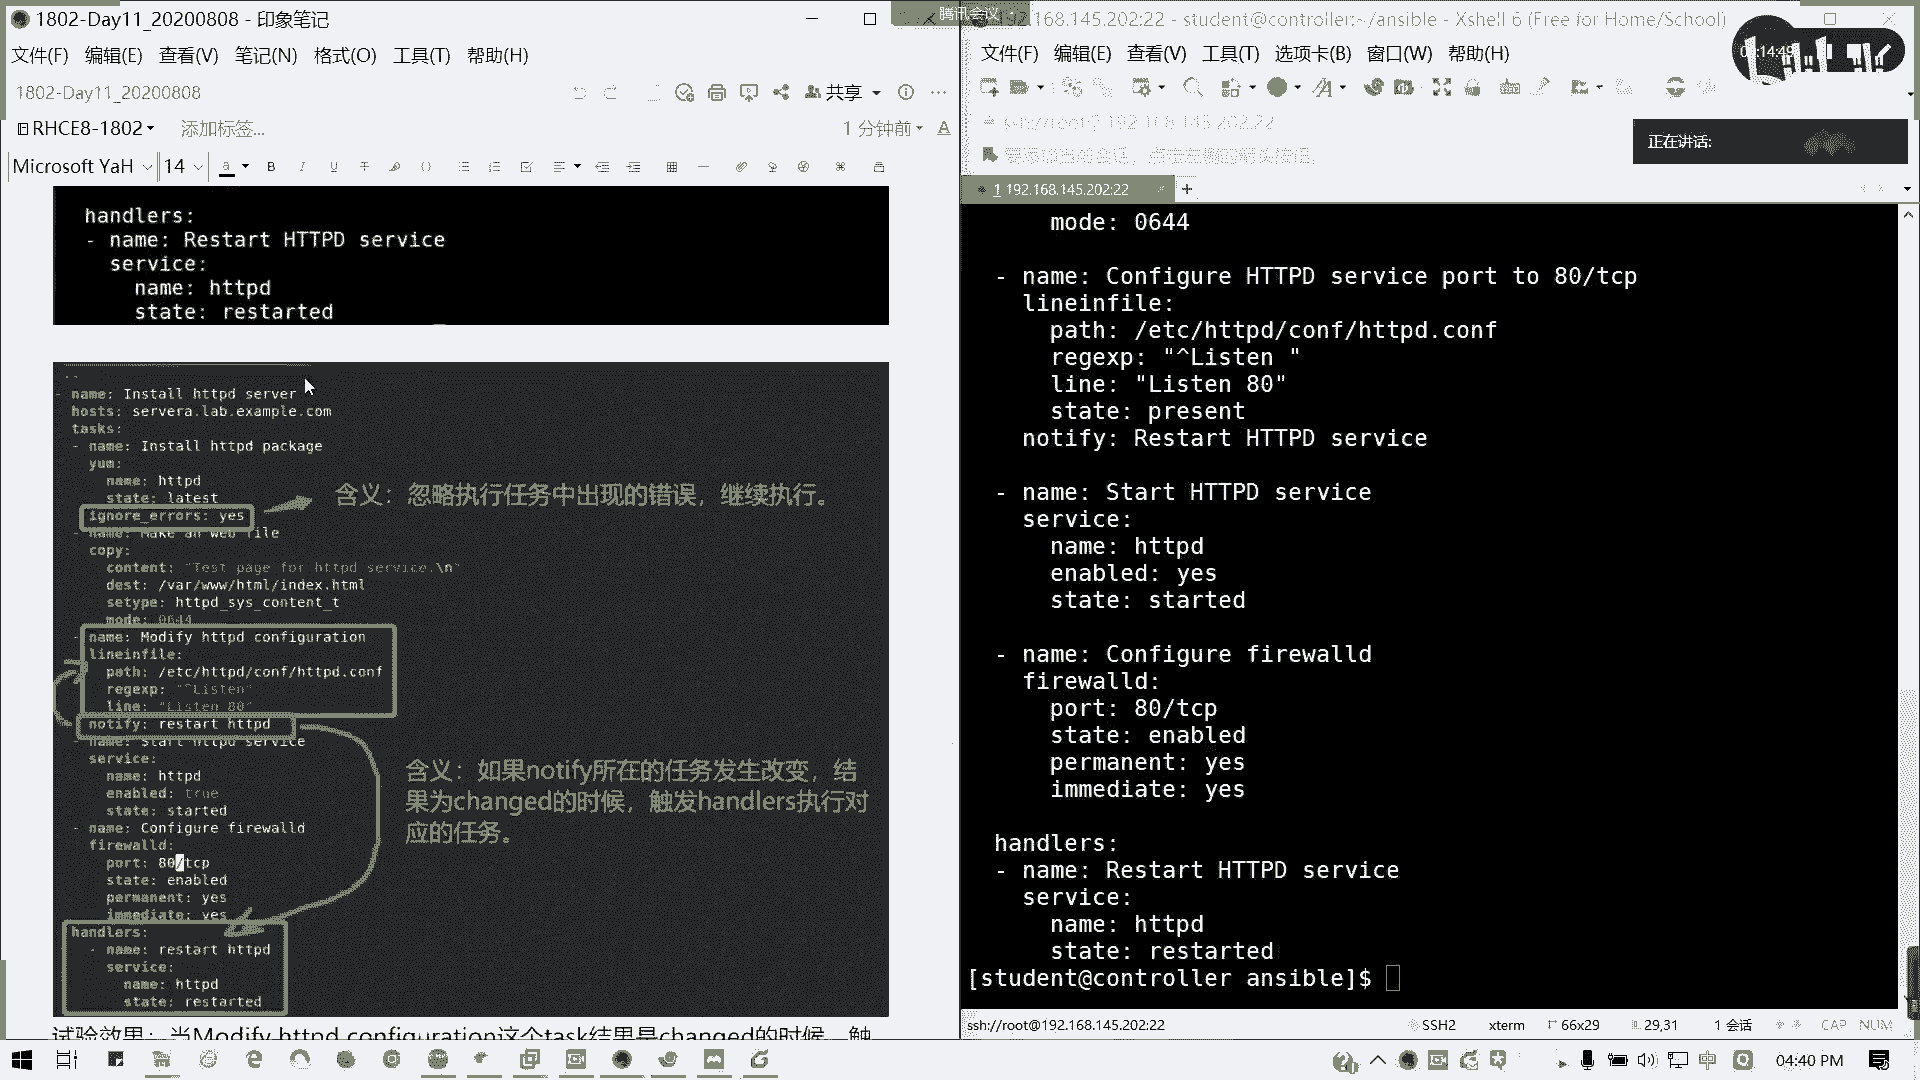 1802-Day11_20200808 - 印象笔记
文件(F) 编辑(E) 查看(V) 笔记(N) 格式(O) 工具(T) 帮助(H)
1802-Day11_20200808
共享
RHCE8-1802
添加标签...
1 分钟前
Microsoft YaH
14
handlers:
- name: Restart HTTPD service
service:
name: httpd
state: restarted
- name: Install httpd server
hosts: servera.lab.example.com
tasks:
- name: Install httpd package
yum:
name: httpd
state: latest
ignore_errors: yes
含义：忽略执行任务中出现的错误，继续执行。
- name: Make an web file
copy:
content: "Test page for httpd service.\n"
dest: /var/www/html/index.html
setype: httpd_sys_content_t
mode: 0644
- name: Modify httpd configuration
lineinfile:
path: /etc/httpd/conf/httpd.conf
regexp: "^Listen"
line: "Listen 80"
notify: restart httpd
- name: Start httpd service
service:
name: httpd
enabled: true
state: started
含义：如果notify所在的任务发生改变，结
果为changed的时候，触发handlers执行对
应的任务。
- name: Configure firewalld
firewalld:
port: 80/tcp
state: enabled
permanent: yes
immediate: yes
handlers:
- name: restart httpd
service:
name: httpd
state: restarted
试验效果：当Modify httpd configuration这个task结果是changed的时候，触
腾讯会议
192.168.145.202:22 - student@controller:~/ansible - Xshell 6 (Free for Home/School)
文件(F) 编辑(E) 查看(V) 工具(T) 选项卡(B) 窗口(W) 帮助(H)
ssh://root@192.168.145.202:22
正在讲话:
1 192.168.145.202:22
mode: 0644
- name: Configure HTTPD service port to 80/tcp
lineinfile:
path: /etc/httpd/conf/httpd.conf
regexp: "^Listen "
line: "Listen 80"
state: present
notify: Restart HTTPD service
- name: Start HTTPD service
service:
name: httpd
enabled: yes
state: started
- name: Configure firewalld
firewalld:
port: 80/tcp
state: enabled
permanent: yes
immediate: yes
handlers:
- name: Restart HTTPD service
service:
name: httpd
state: restarted
[student@controller ansible]$
ssh://root@192.168.145.202:22
SSH2
xterm
66x29
29,31
1 会话
CAP NUM
中
04:40 PM